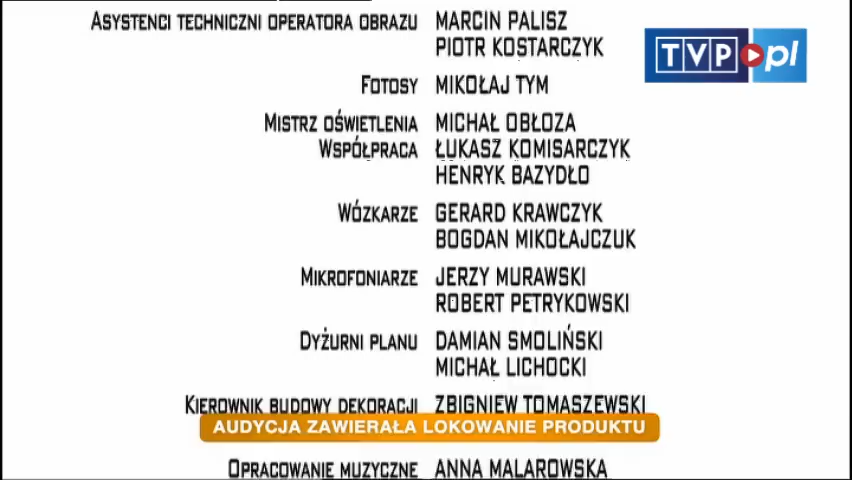 ASYSTENCI TECHNICZNI OPERATORA OBRAZU MARCIN PALISZ
PIOTR KOSTARCZYK
FOTOSY MIKOŁAJ TYM
MISTRZ OŚWIETLENIA MICHAŁ OBŁOZA
WSPÓŁPRACA ŁUKASZ KOMISARCZYK
HENRYK BAZYDŁO
WÓZKARZE GERARD KRAWCZYK
BOGDAN MIKOŁAJCZUK
MIKROFONIARZE JERZY MURAWSKI
ROBERT PETRYKOWSKI
DYŻURNI PLANU DAMIAN SMOLIŃSKI
MICHAŁ LICHOCKI
KIEROWNIK BUDOWY DEKORACJI ZBIGNIEW TOMASZEWSKI
AUDYCJA ZAWIERAŁA LOKOWANIE PRODUKTU
OPRACOWANIE MUZYCZNE ANNA MALAROWSKA
TVP pl